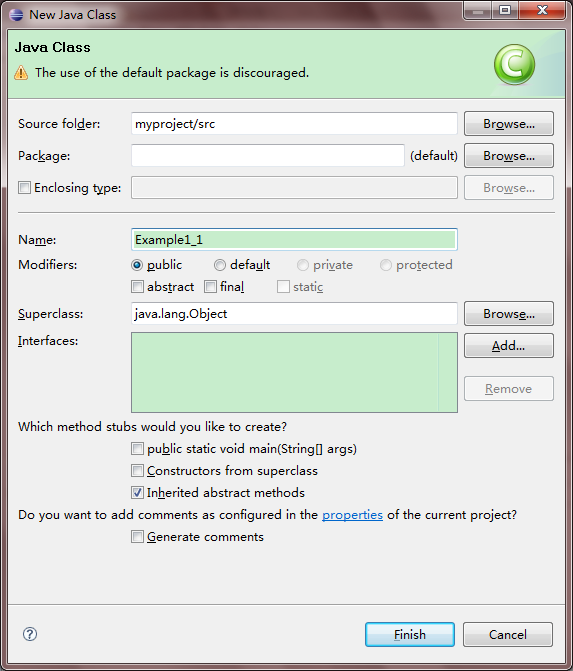 New Java Class
Java Class
The use of the default package is discouraged.
Source folder: myproject/src Browse...
Package: (default) Browse...
Enclosing type: Browse...
Name: Example1_1
Modifiers: public default private protected
abstract final static
Superclass: java.lang.Object Browse...
Interfaces: Add...
Remove
Which method stubs would you like to create?
public static void main(String[] args)
Constructors from superclass
Inherited abstract methods
Do you want to add comments as configured in the properties of the current project?
Generate comments
? Finish Cancel